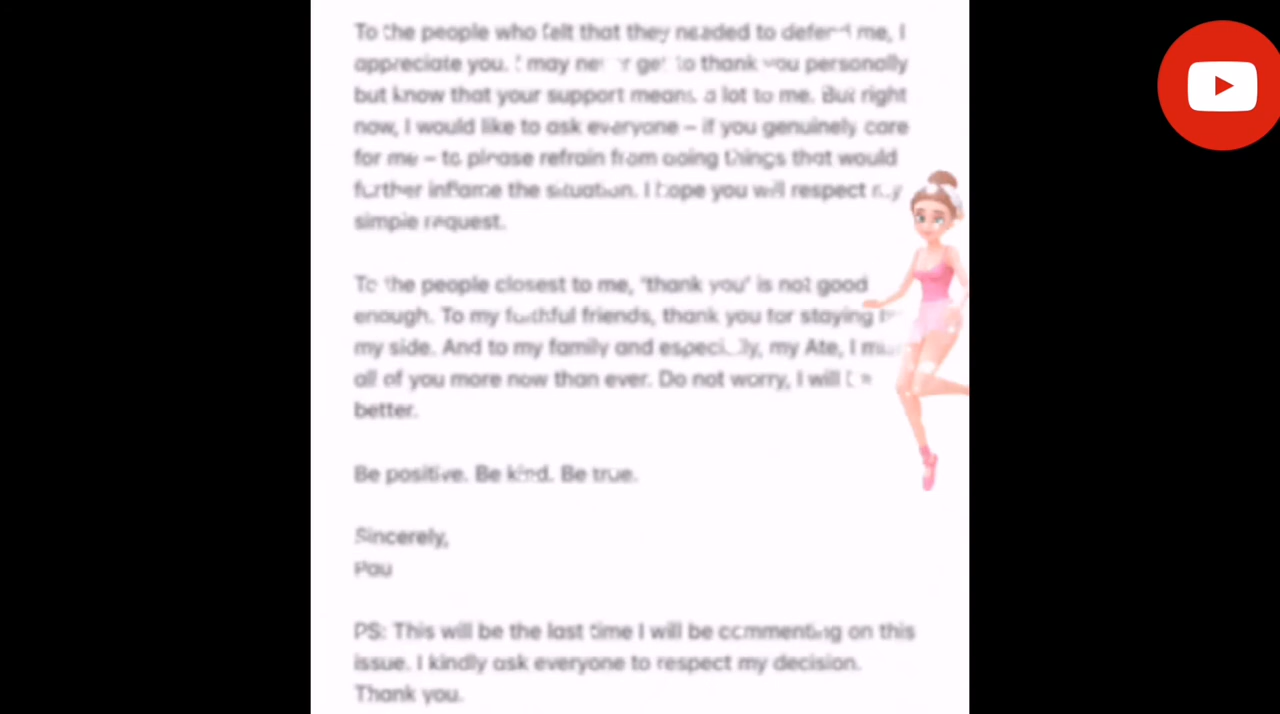 To the people who felt that they needed to defend me, I
appreciate you. I may never get to thank you personally
but know that your support means a lot to me. But right
now, I would like to ask everyone – if you genuinely care
for me – to please refrain from doing things that would
further inflame the situation. I hope you will respect my
simple request.
To the people closest to me, 'thank you' is not good
enough. To my faithful friends, thank you for staying
my side. And to my family and especially, my Ate, I
all of you more now than ever. Do not worry, I will be
better.
Be positive. Be kind. Be true.
Sincerely,
Pau
PS: This will be the last time I will be commenting on this
issue. I kindly ask everyone to respect my decision.
Thank you.